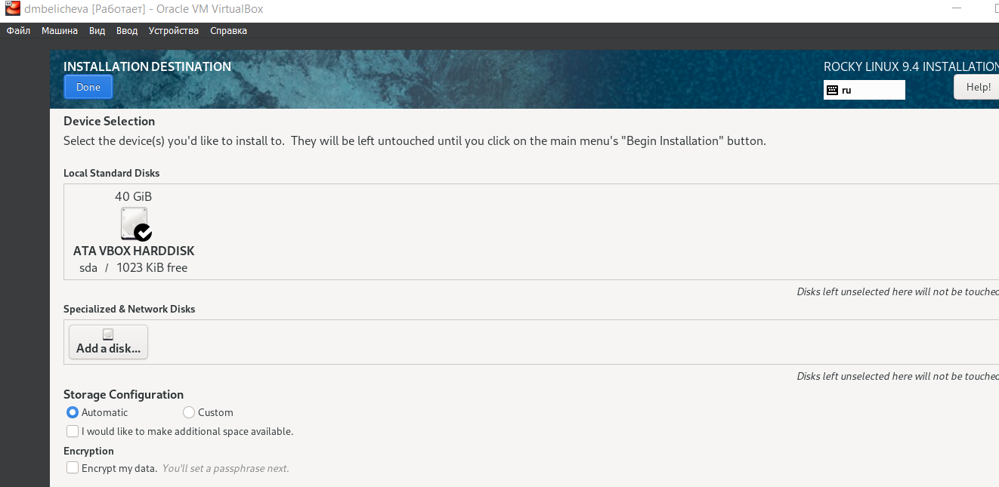 dmbelicheva [Работает] - Oracle VM VirtualBox
Файл Машина Вид Ввод Устройства Справка
INSTALLATION DESTINATION
ROCKY LINUX 9.4 INSTALLATION
Done
ru
Help!
Device Selection
Select the device(s) you'd like to install to. They will be left untouched until you click on the main menu's "Begin Installation" button.
Local Standard Disks
40 GiB
ATA VBOX HARDDISK
sda / 1023 KiB free
Disks left unselected here will not be touched
Specialized & Network Disks
Add a disk...
Disks left unselected here will not be touched
Storage Configuration
Automatic Custom
I would like to make additional space available.
Encryption
Encrypt my data. You'll set a passphrase next.